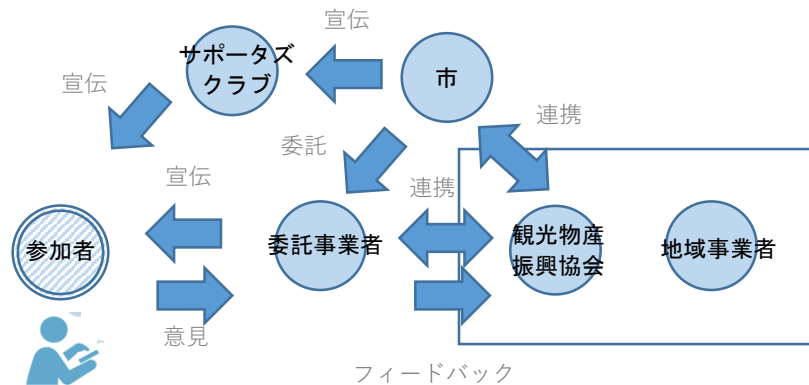 宣伝
サポータズ
クラブ
市
宣伝
連携
委託
宣伝
連携
参加者
委託事業者
観光物産
振興協会
地域事業者
意見
フィードバック